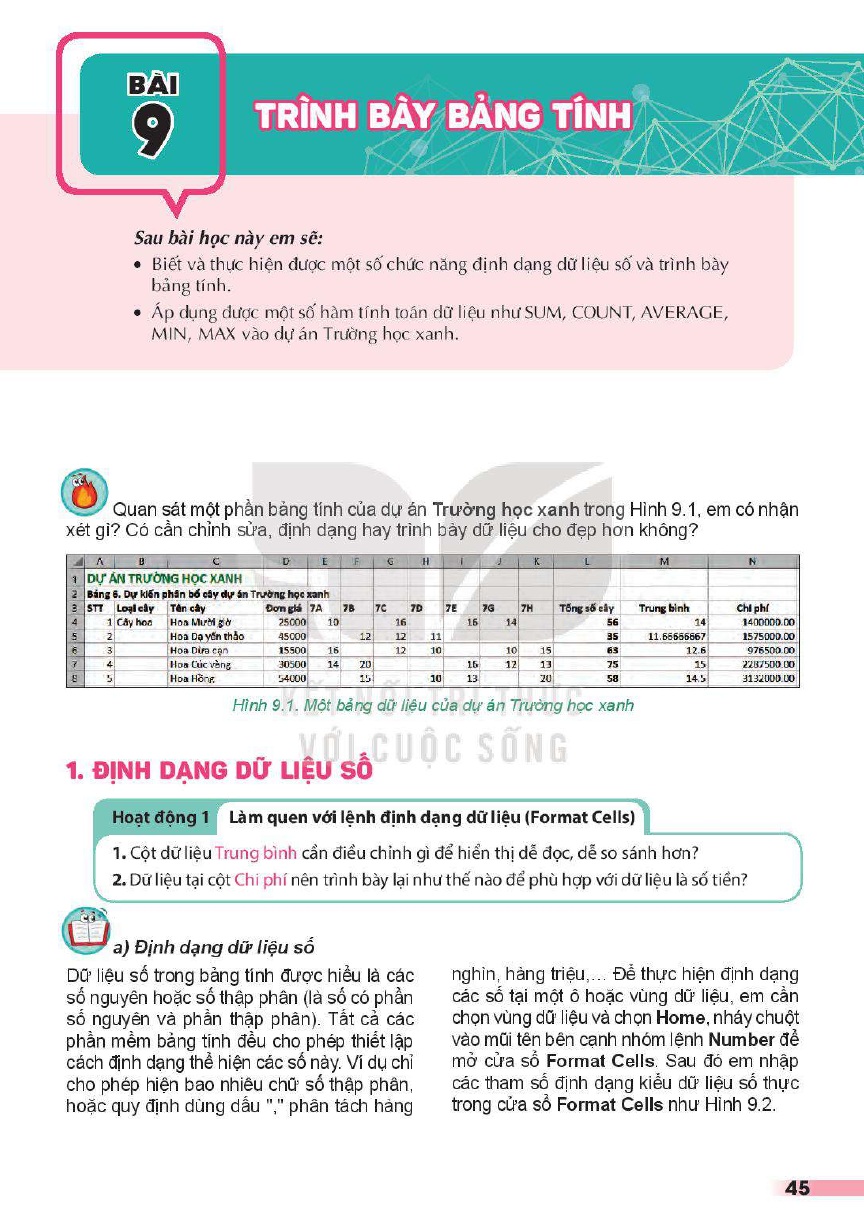 BÀI
9
TRÌNH BÀY BẢNG TÍNH
Sau bài học này em sẽ:
• Biết và thực hiện được một số chức năng định dạng dữ liệu số và trình bày
bảng tính.
• Áp dụng được một số hàm tính toán dữ liệu như SUM, COUNT, AVERAGE,
MIN, MAX vào dự án Trường học xanh.
Quan sát một phần bảng tính của dự án Trường học xanh trong Hình 9.1, em có nhận
xét gì? Có cần chỉnh sửa, định dạng hay trình bày dữ liệu cho đẹp hơn không?
A B C D E F G H I J K L M N
1 DỰ ÁN TRƯỜNG HỌC XANH
2 Bảng 6. Dự kiến phân bổ cây dự án Trường học xanh
3 STT Loại cây Tên cây Đơn giá 7A 7B 7C 7D 7E 7G 7H Tổng số cây Trung bình Chi phí
4 1 Cây hoa Hoa Mười giờ 25000 10 16 16 14 56 14 1400000.00
5 2 Hoa Dạ yến thảo 45000 12 12 11 35 11.66666667 1575000.00
6 3 Hoa Dừa cạn 15500 16 12 10 10 15 63 12.6 976500.00
7 4 Hoa Cúc vàng 30500 14 20 16 12 13 75 15 2287500.00
8 5 Hoa Hồng 54000 15 10 13 20 58 14.5 3132000.00
Hình 9.1. Một bảng dữ liệu của dự án Trường học xanh
KẾT NỐI TRI THỨC
VỚI CUỘC SỐNG
1. ĐỊNH DẠNG DỮ LIỆU SỐ
Hoạt động 1 Làm quen với lệnh định dạng dữ liệu (Format Cells)
1. Cột dữ liệu Trung bình cần điều chỉnh gì để hiển thị dễ đọc, dễ so sánh hơn?
2. Dữ liệu tại cột Chi phí nên trình bày lại như thế nào để phù hợp với dữ liệu là số tiền?
a) Định dạng dữ liệu số
Dữ liệu số trong bảng tính được hiểu là các
số nguyên hoặc số thập phân (là số có phần
số nguyên và phần thập phân). Tất cả các
phần mềm bảng tính đều cho phép thiết lập
cách định dạng thể hiện các số này. Ví dụ chỉ
cho phép hiện bao nhiêu chữ số thập phân,
hoặc quy định dùng dấu "," phân tách hàng
nghìn, hàng triệu,... Để thực hiện định dạng
các số tại một ô hoặc vùng dữ liệu, em cần
chọn vùng dữ liệu và chọn Home, nháy chuột
vào mũi tên bên cạnh nhóm lệnh Number để
mở cửa sổ Format Cells. Sau đó em nhập
các tham số định dạng kiểu dữ liệu số thực
trong cửa sổ Format Cells như Hình 9.2.
45